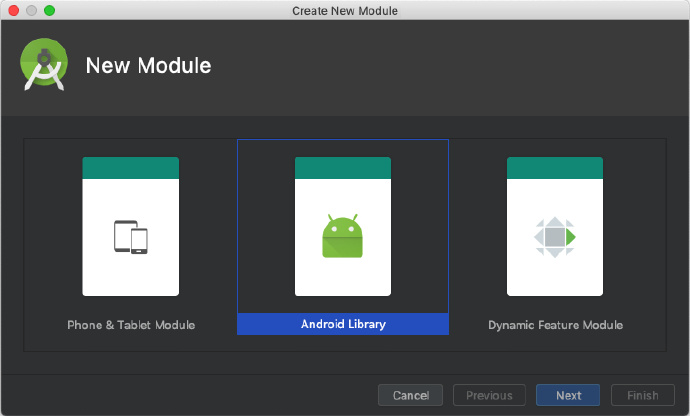 Create New Module
New Module
Phone & Tablet Module
Android Library
Dynamic Feature Module
Cancel
Previous
Next
Finish